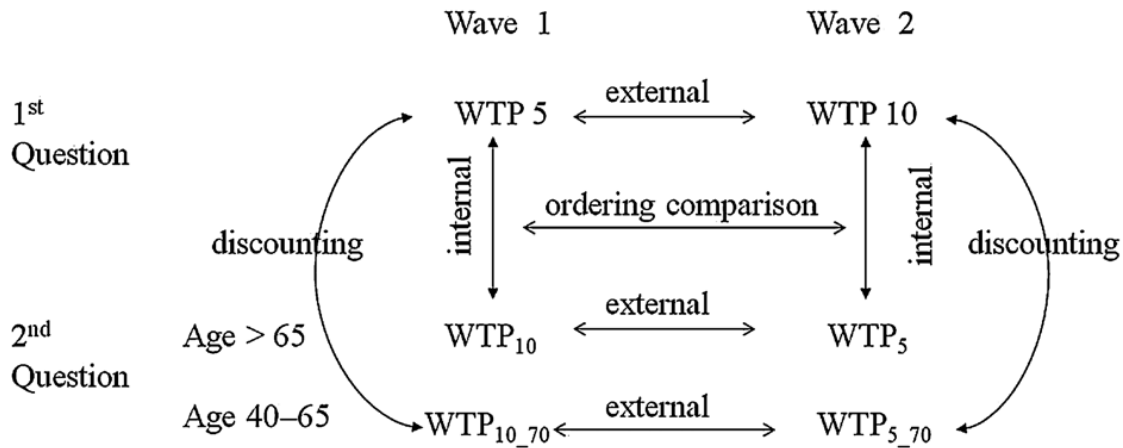 Wave 1 Wave 2
1st WTP 5 external WTP 10
Question
internal internal
ordering comparison
discounting discounting
2nd Age > 65 WTP10 external WTP5
Question
Age 40–65 WTP10_70 external WTP5_70